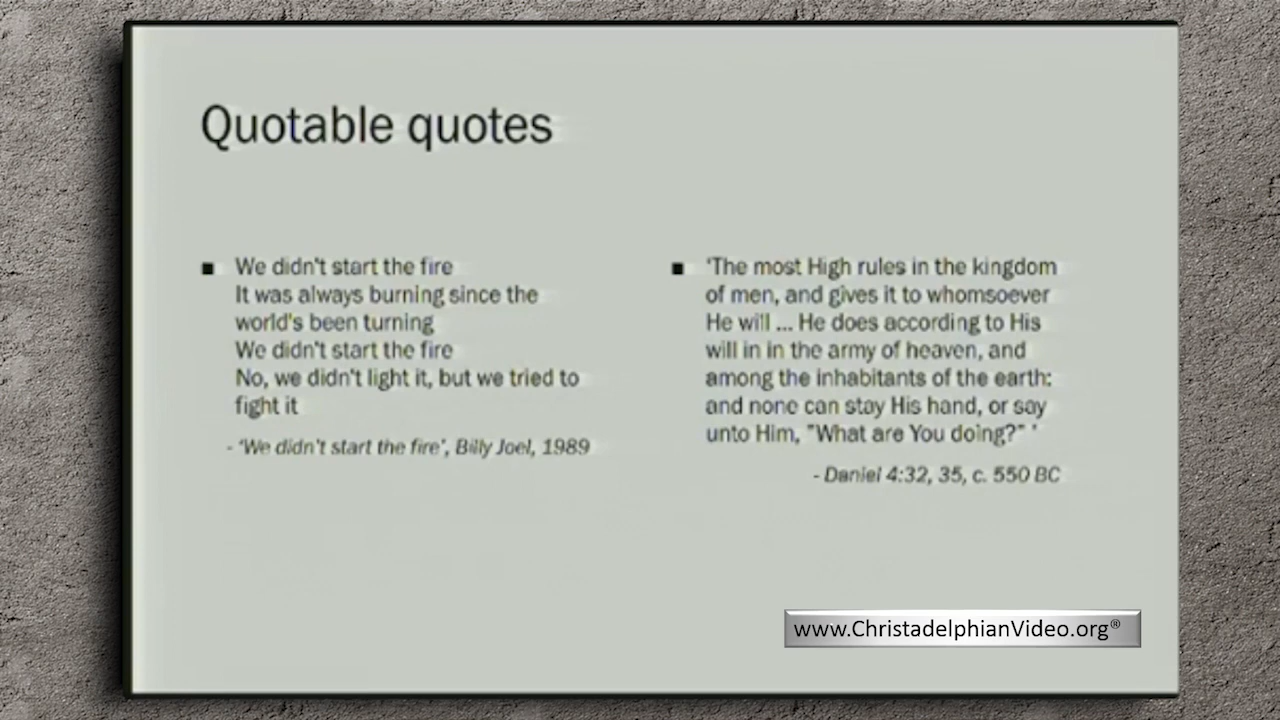 Quotable quotes
■ We didn't start the fire
It was always burning since the
world's been turning
We didn't start the fire
No, we didn't light it, but we tried to
fight it
- 'We didn't start the fire', Billy Joel, 1989
■ 'The most High rules in the kingdom
of men, and gives it to whomsoever
He will ... He does according to His
will in in the army of heaven, and
among the inhabitants of the earth:
and none can stay His hand, or say
unto Him, "What are You doing?" '
- Daniel 4:32, 35, c. 550 BC
www.ChristadelphianVideo.org®